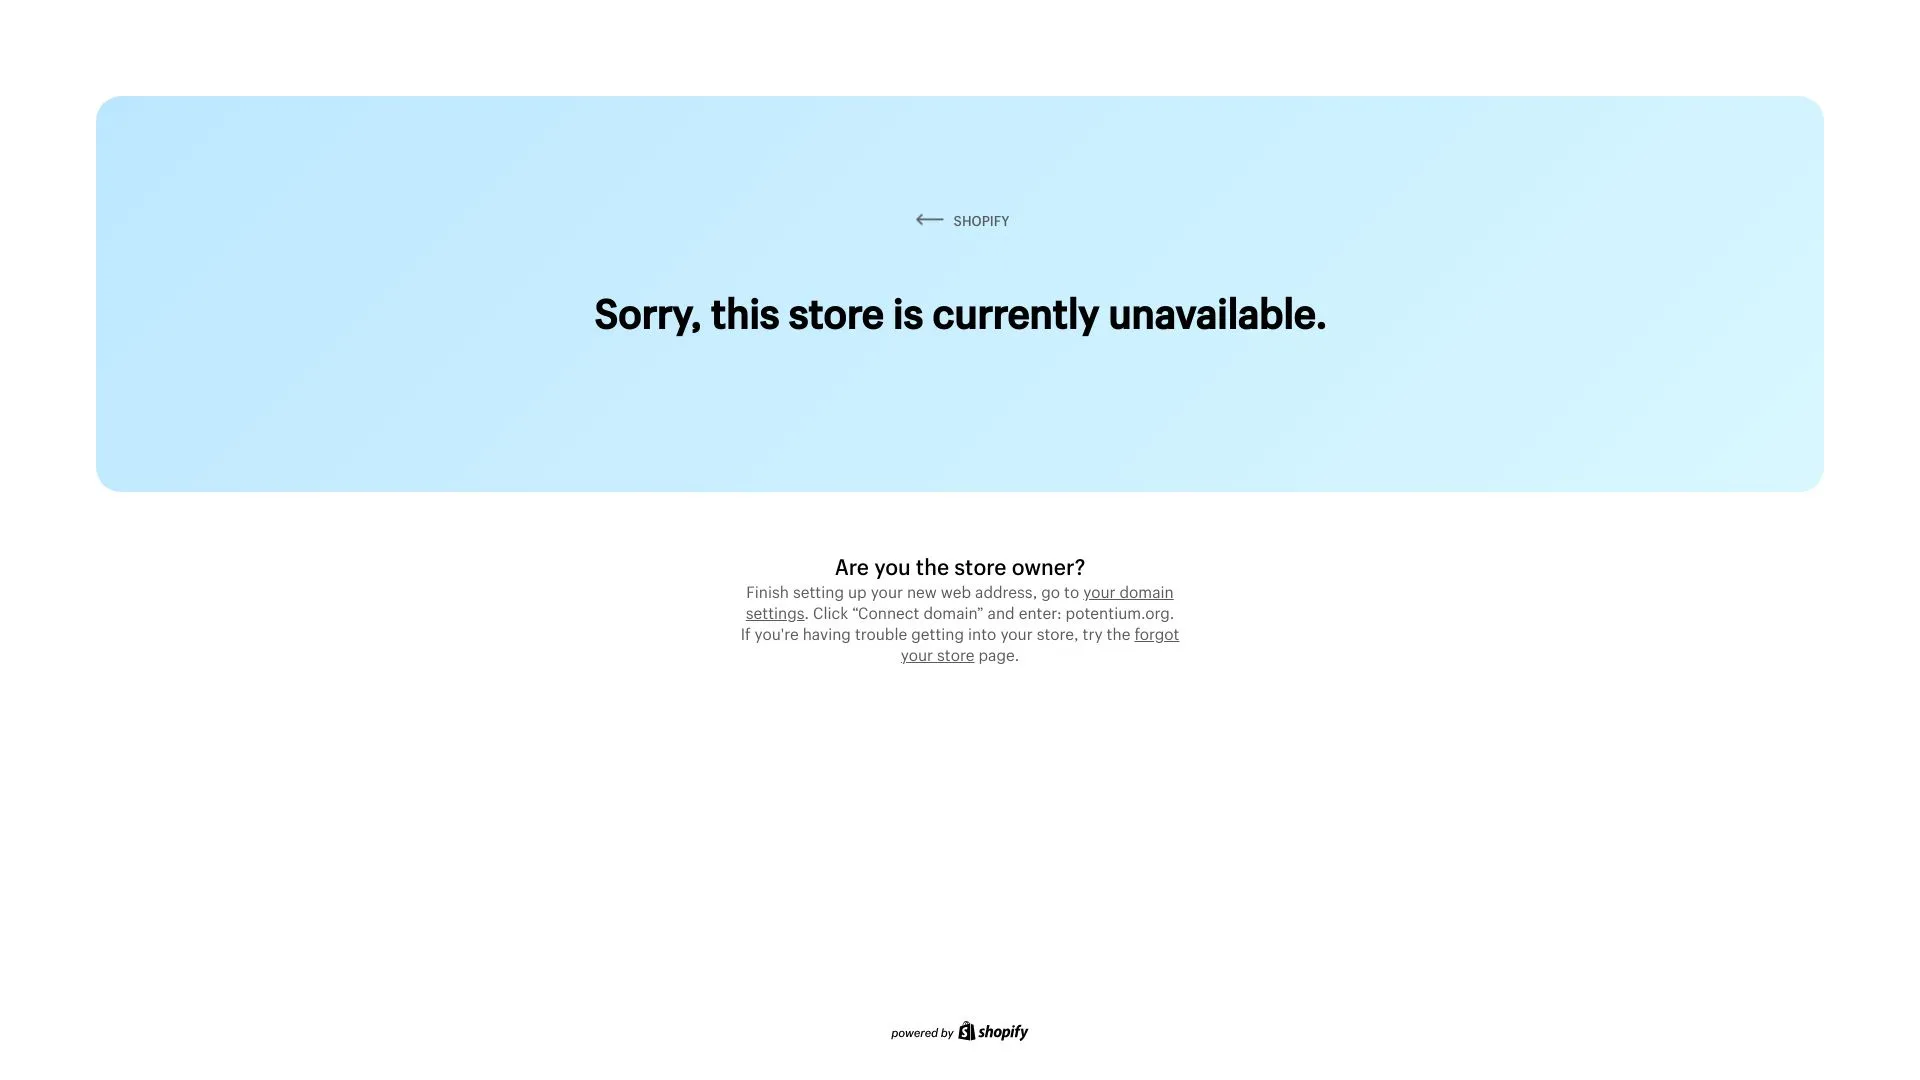 SHOPIFY
Sorry, this store is currently unavailable.
Are you the store owner?
Finish setting up your new web address, go to your domain
settings. Click “Connect domain” and enter: potentium.org.
If you're having trouble getting into your store, try the forgot
your store page.
powered by shopify